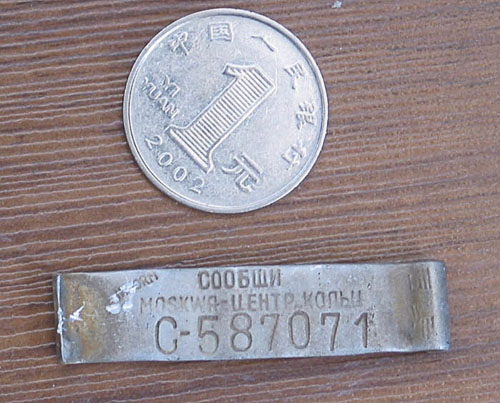 中国人民银行
YI
YUAN
1元
2002
СООБЩИ
MOSKWA-ЦЕНТР КОЛЬЦ
С-587071